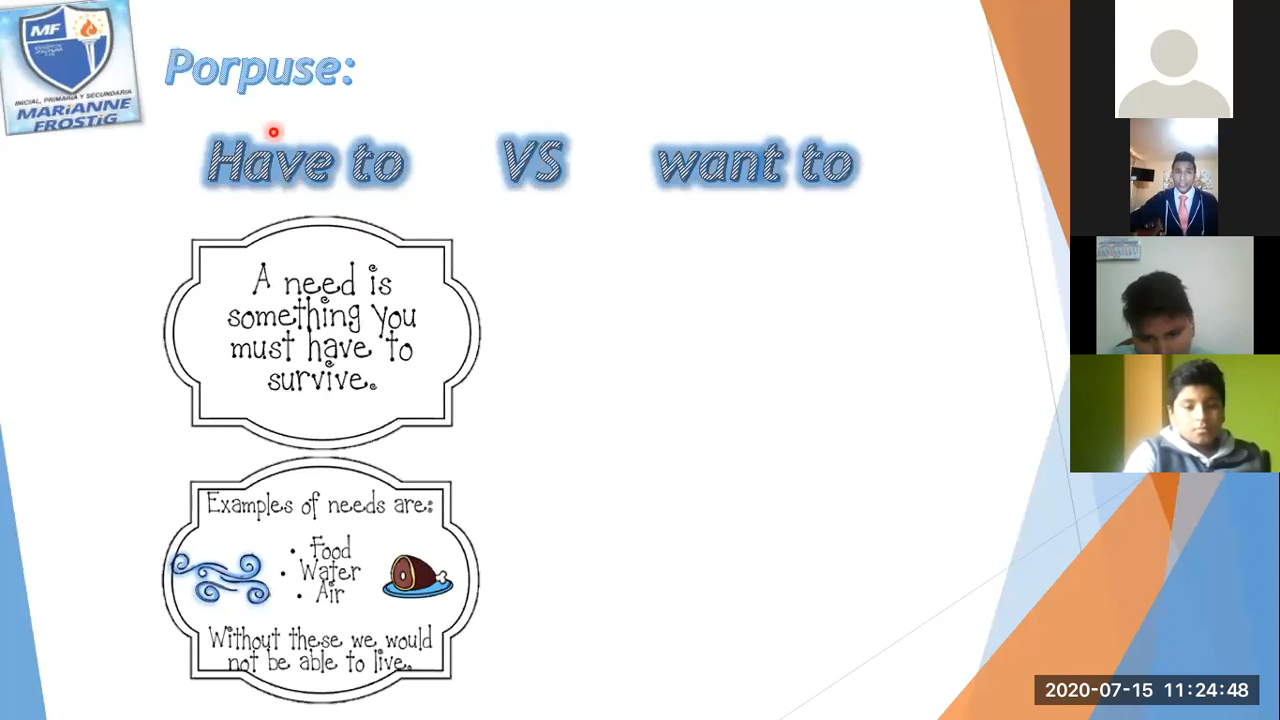 MF
INICIAL, PRIMARIA Y SECUNDARIA
MARiANNE
FROSTiG
Porpuse:
Have to VS want to
A need is
something you
must have to
survive.
Examples of needs are:
• Food
• Water
• Air
Without these we would
not be able to live.
2020-07-15 11:24:48